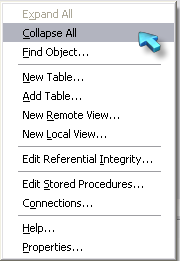 Expand All
Collapse All
Find Object...
New Table...
Add Table...
New Remote View...
New Local View...
Edit Referential Integrity...
Edit Stored Procedures...
Connections...
Help...
Properties...